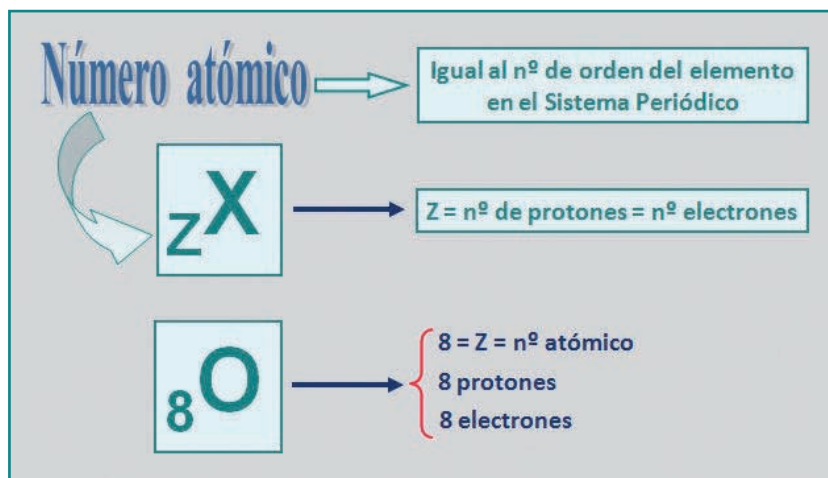 Número atómico
Igual al nº de orden del elemento
en el Sistema Periódico
ZX
Z = nº de protones = nº electrones
8O
8 = Z = nº atómico
8 protones
8 electrones